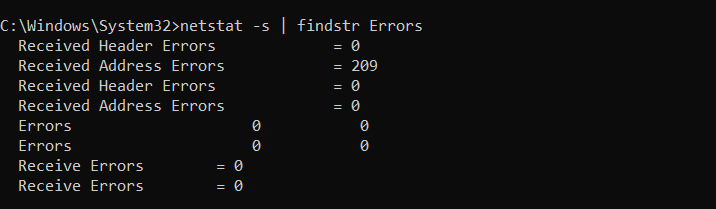 C:\Windows\System32>netstat -s | findstr Errors
  Received Header Errors             = 0
  Received Address Errors            = 209
  Received Header Errors             = 0
  Received Address Errors            = 0
  Errors                    0           0
  Errors                    0           0
  Receive Errors        = 0
  Receive Errors        = 0